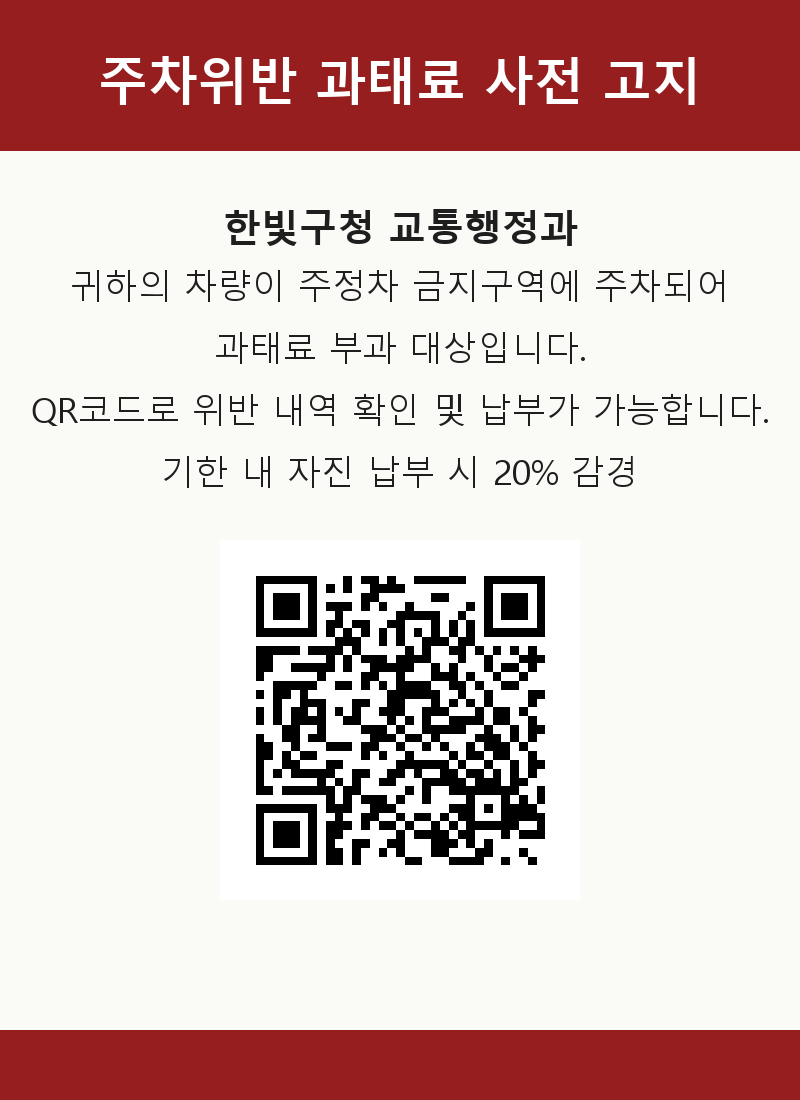 주차위반 과태료 사전 고지
한빛구청 교통행정과
귀하의 차량이 주정차 금지구역에 주차되어
과태료 부과 대상입니다.
QR코드로 위반 내역 확인 및 납부가 가능합니다.
기한 내 자진 납부 시 20% 감경